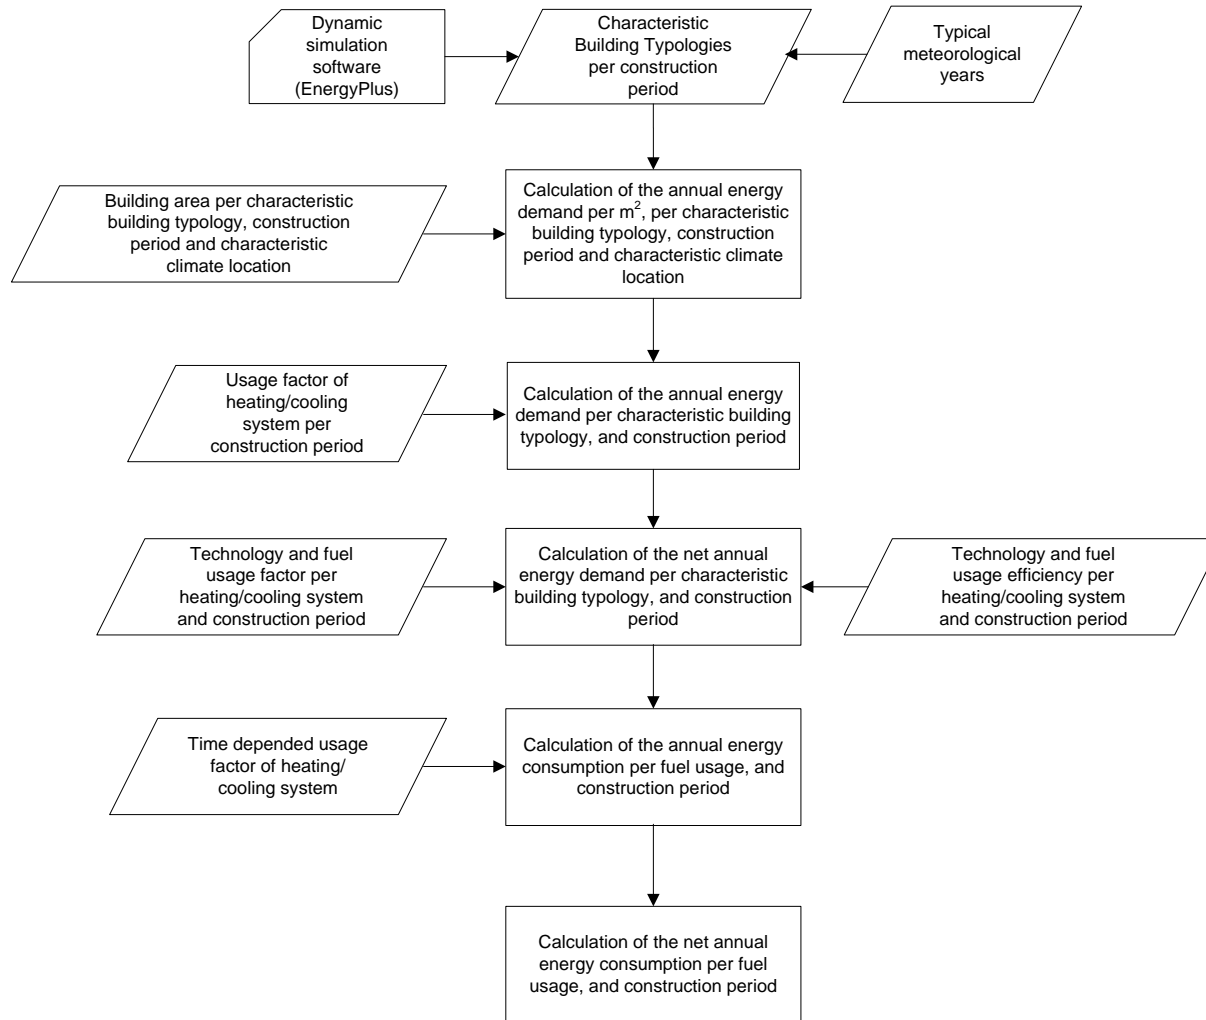 Dynamic
simulation
software
(EnergyPlus)
Characteristic
Building Typologies
per construction
period
Typical
meteorological
years
Building area per characteristic
building typology, construction
period and characteristic
climate location
Calculation of the annual energy
demand per m², per characteristic
building typology, construction
period and characteristic climate
location
Usage factor of
heating/cooling
system per
construction period
Calculation of the annual energy
demand per characteristic building
typology, and construction period
Technology and fuel
usage factor per
heating/cooling system
and construction period
Calculation of the net annual
energy demand per characteristic
building typology, and construction
period
Technology and fuel
usage efficiency per
heating/cooling system
and construction period
Time depended usage
factor of heating/
cooling system
Calculation of the annual energy
consumption per fuel usage, and
construction period
Calculation of the net annual
energy consumption per fuel
usage, and construction period